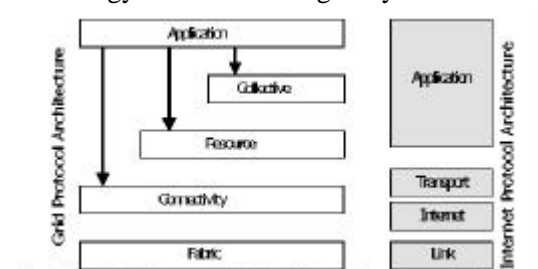 Grid Protocol Architecture
Application
Collective
Resource
Connectivity
Fabric
Application
Transport
Internet
Link
Internet Protocol Architecture